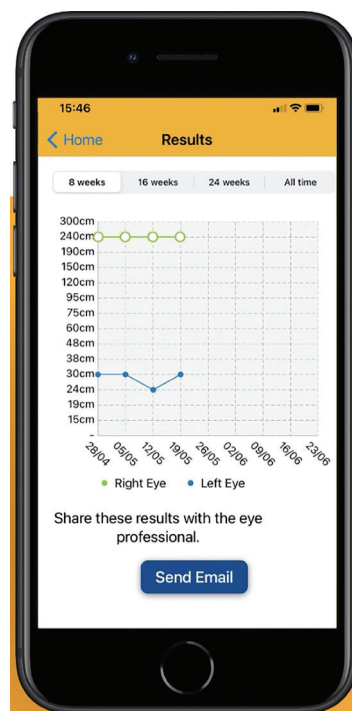 15:46
Home
Results
8 weeks
16 weeks
24 weeks
All time
300cm
240cm
190cm
150cm
120cm
95cm
75cm
60cm
48cm
38cm
30cm
24cm
19cm
15cm
-
28/04
05/05
12/05
19/05
26/05
02/06
09/06
16/06
23/06
Right Eye
Left Eye
Share these results with the eye
professional.
Send Email